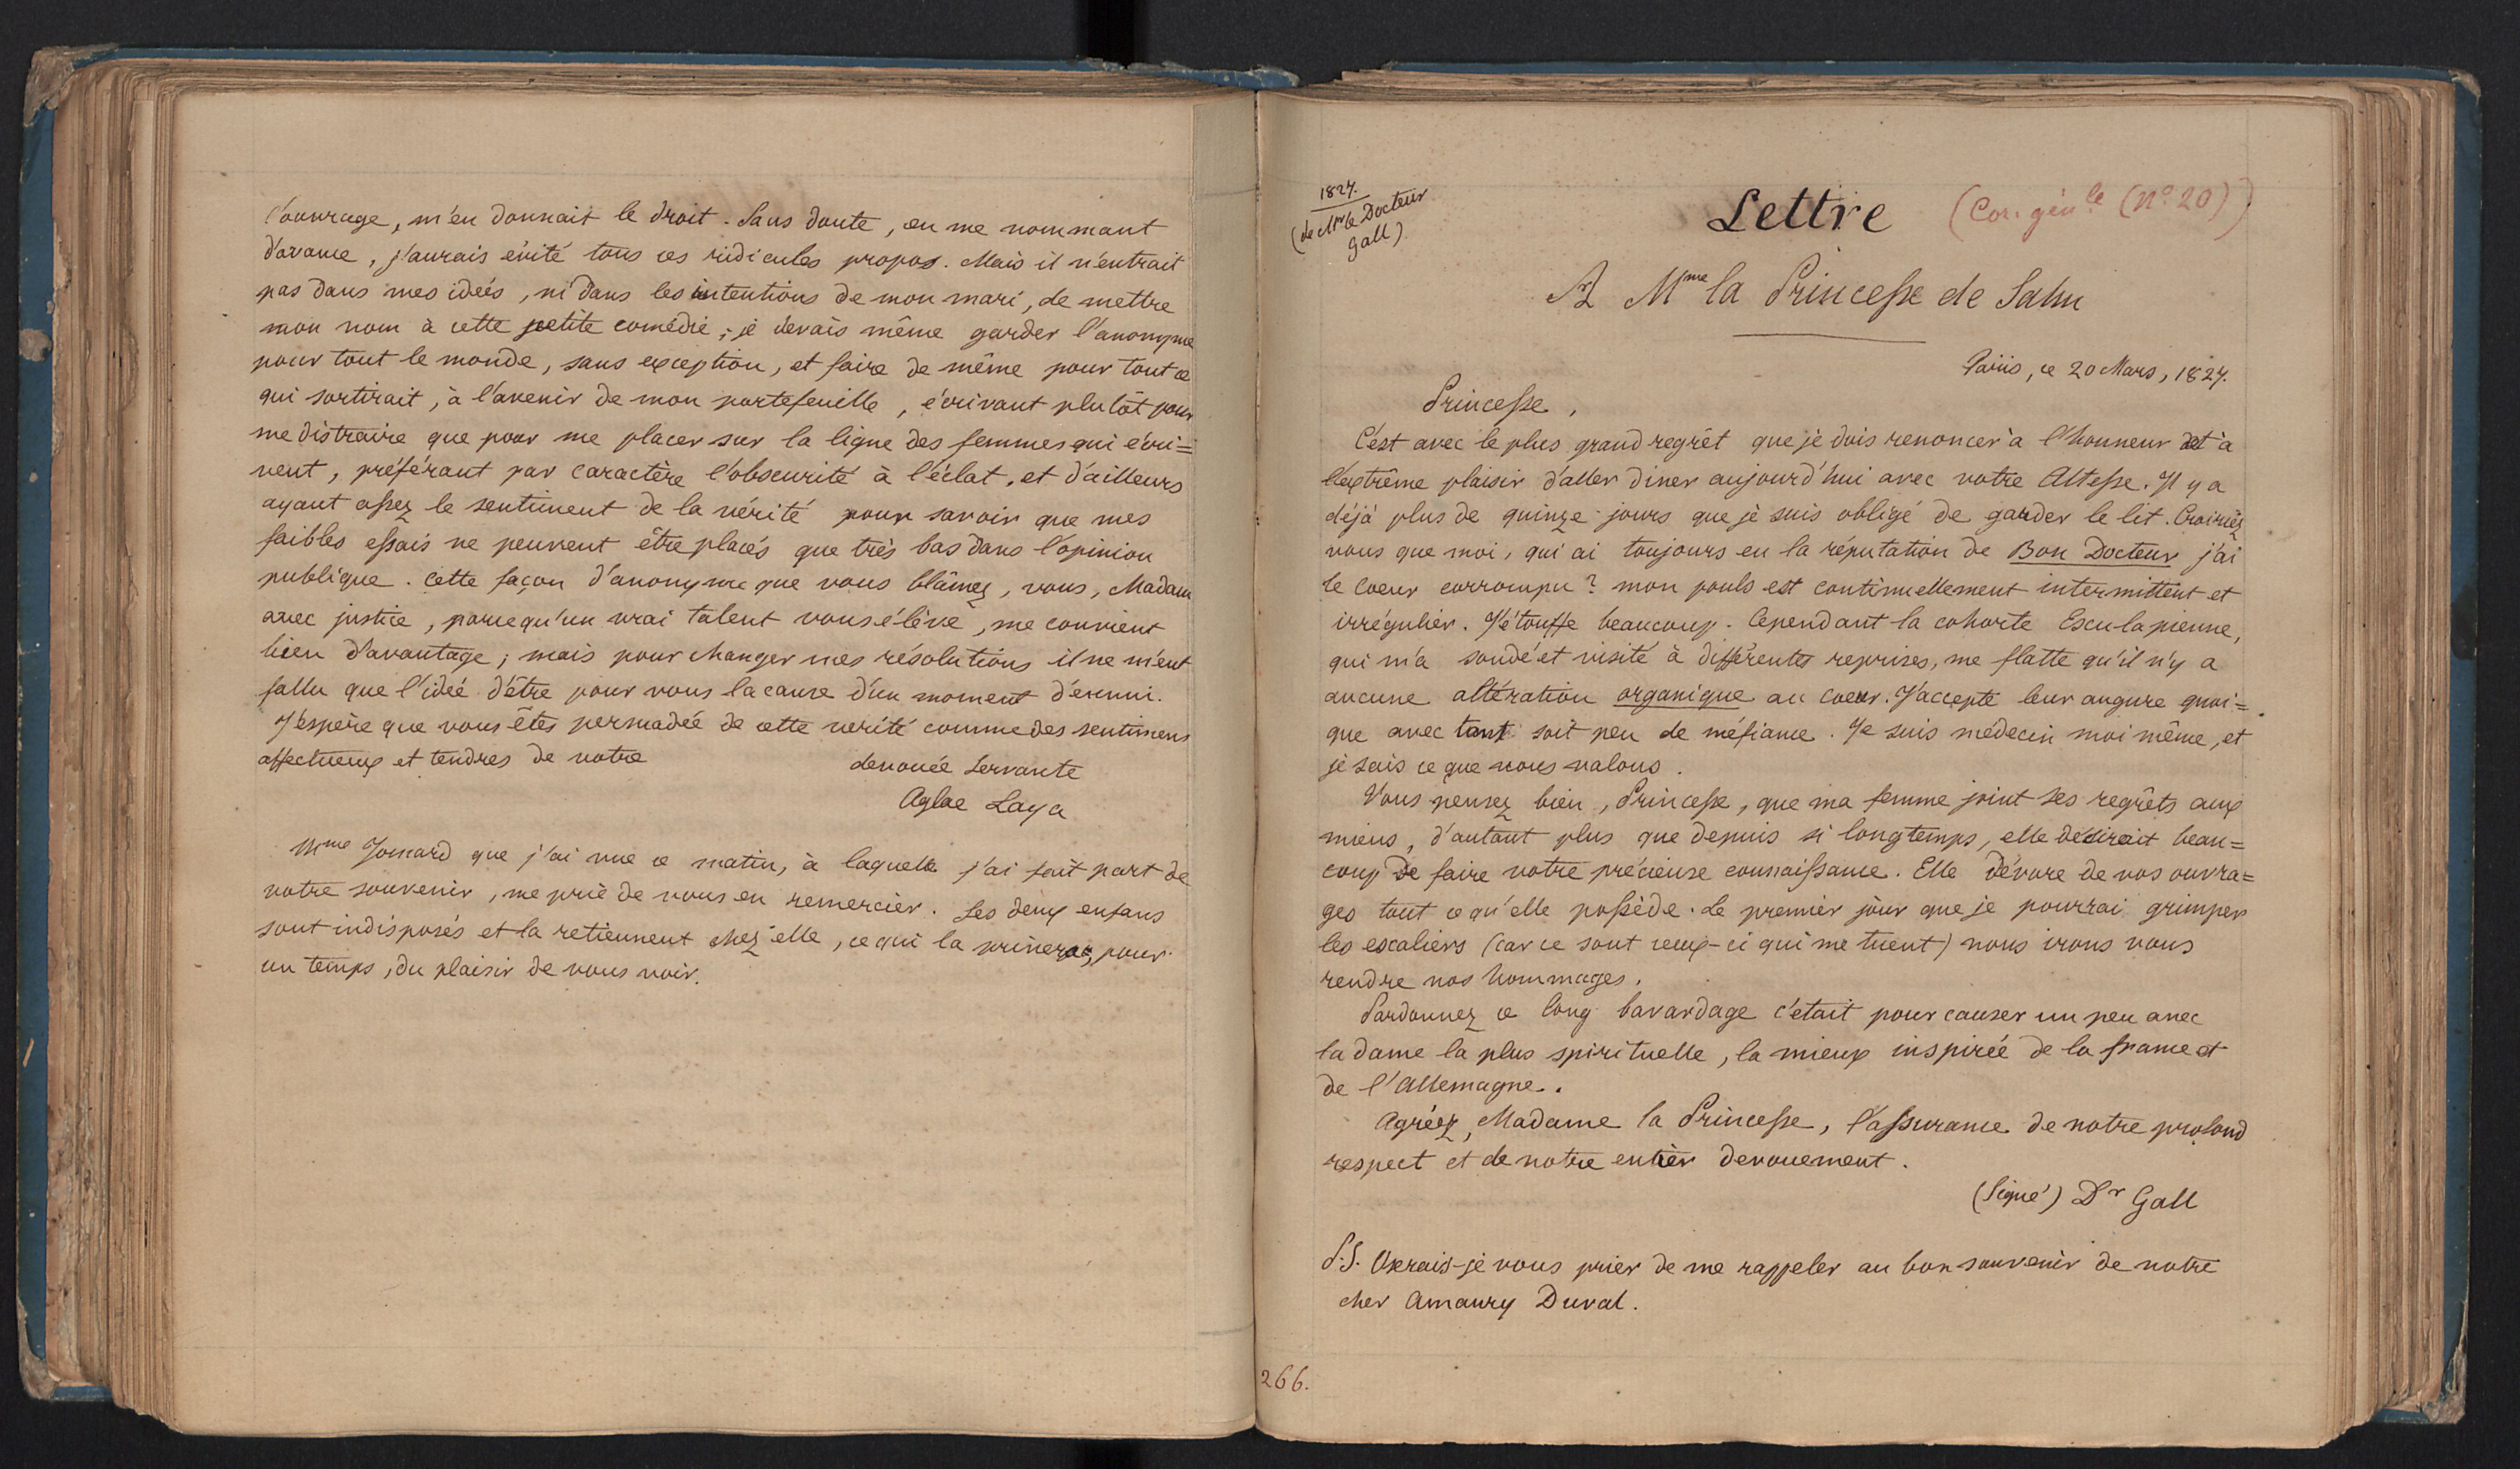 l'ouvrage, m'en donnait le droit. Sans doute, en me nommant
d'avance, j'aurais évité tous ces ridicules propos. Mais il n'entrait
pas dans mes idées, ni dans les intentions de mon mari, de mettre
mon nom à cette petite comédie; je devais même garder l'anonyme
pour tout le monde, sans exception, et faire de même pour tout ce
qui sortirait, à l'avenir de mon portefeuille, écrivant plutôt pour
me distraire que pour me placer sur la ligne des femmes qui écri=
vent, préférant par caractère l'obscurité à l'éclat, et d'ailleurs
ayant assez le sentiment de la vérité pour savoir que mes
faibles essais ne peuvent être placés que très bas dans l'opinion
publique. Cette façon d'anonyme que vous blâmez, vous, Madame
avec justice, parcequ'un vrai talent vous élève, me convient
bien d'avantage; mais pour changer mes résolutions il ne m'eut
fallu que l'idée d'être pour vous la cause d'un moment d'ennui.
J'espère que vous êtes persuadée de cette verité comme des sentimens
affectueux et tendres de votre
devouée Servante
Aglae Laya
Mme Jomard que j'ai vue ce matin, à laquelle j'ai fait part de
votre souvenir, me prie de vous en remercier. Les deux enfans
sont indisposés et la retiennent chez elle, ce qui la privera, pour
un temps, du plaisir de vous voir.
1827.
(de Mr le Docteur
Gall)
Lettre (Cor. génle (No 20))
A Mme la Princesse de Salm
Paris, ce 20 Mars, 1827.
Princesse,
C'est avec le plus grand regrêt que je dois renoncer à l'honneur et à
l'extrême plaisir d'aller diner aujourd'hui avec votre Altesse. Il y a
déjà plus de quinze jours que je suis obligé de garder le lit. Croiriez
vous que moi, qui ai toujours eu la réputation de Bon Docteur j'ai
le coeur corrompu? mon pouls est continuellement intermittent et
irrégulier. J'étouffe beaucoup. Cependant la cohorte Esculapienne,
qui m'a sondé et visité à différentes reprises, me flatte qu'il n'y a
aucune altération organique au coeur. J'accepte leur augure quoi=
que avec tant soit peu de méfiance. Je suis médecin moi même, et
je sais ce que nous valons.
Vous pensez bien, Princesse, que ma femme joint ses regrêts aux
miens, d'autant plus que depuis si longtemps, elle désirait beau=
coup de faire votre précieuse connaissance. Elle dévore de vos ouvra=
ges tout ce qu'elle possède. Le premier jour que je pourrai grimper
les escaliers (car ce sont ceux-ci qui me tuent) nous irons vous
rendre nos hommages.
Pardonnez ce long bavardage c'était pour causer un peu avec
la dame la plus spirituelle, la mieux inspirée de la france et
de l'Allemagne.
Agréez, Madame la Princesse, l'assurance de notre profond
respect et de notre entier devouement.
(Signé) Dr Gall
P.S. Oserais-je vous prier de me rappeler au bon souvenir de notre
cher Amaury Duval.
266.